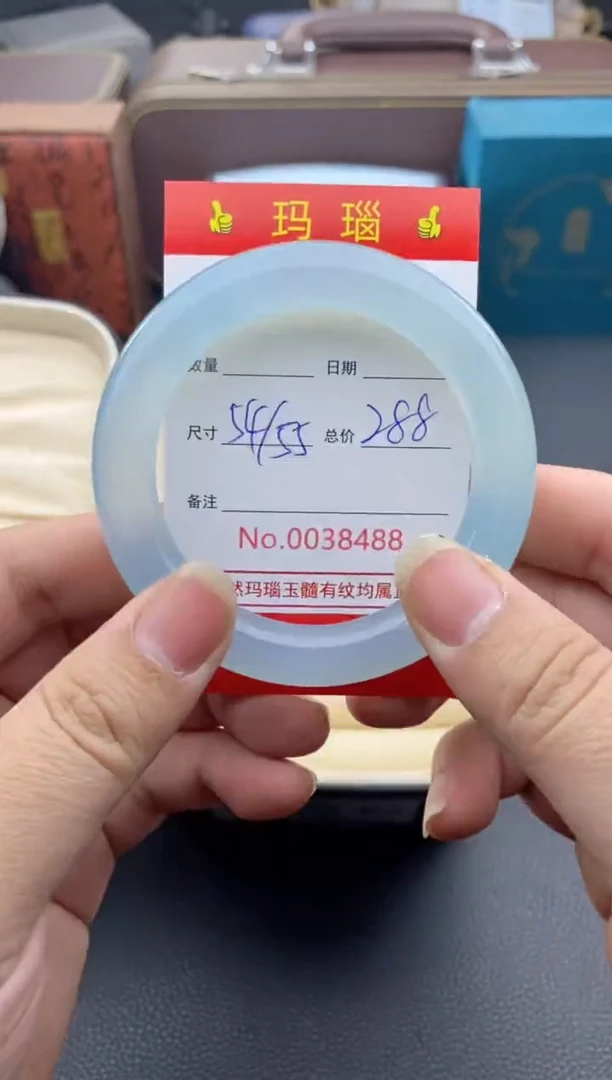 玛 瑙
数量 日期
尺寸 54/55 总价 288
备注
No.0038488
然玛瑙玉髓有纹均属正